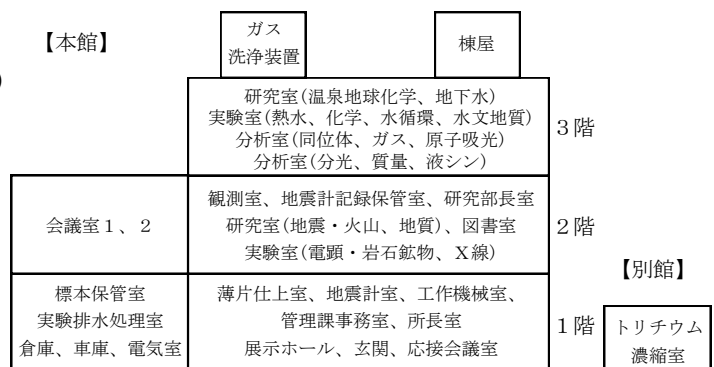 【本館】
ガス
洗浄装置
棟屋
)
研究室(温泉地球化学、地下水)
実験室(熱水、化学、水循環、水文地質)
分析室(同位体、ガス、原子吸光)
分析室(分光、質量、液シン)
3階
会議室1、2
観測室、地震計記録保管室、研究部長室
研究室(地震・火山、地質)、図書室
実験室(電顕・岩石鉱物、X線)
2階
標本保管室
実験排水処理室
倉庫、車庫、電気室
薄片仕上室、地震計室、工作機械室、
管理課事務室、所長室
展示ホール、玄関、応接会議室
1階
【別館】
トリチウム
濃縮室